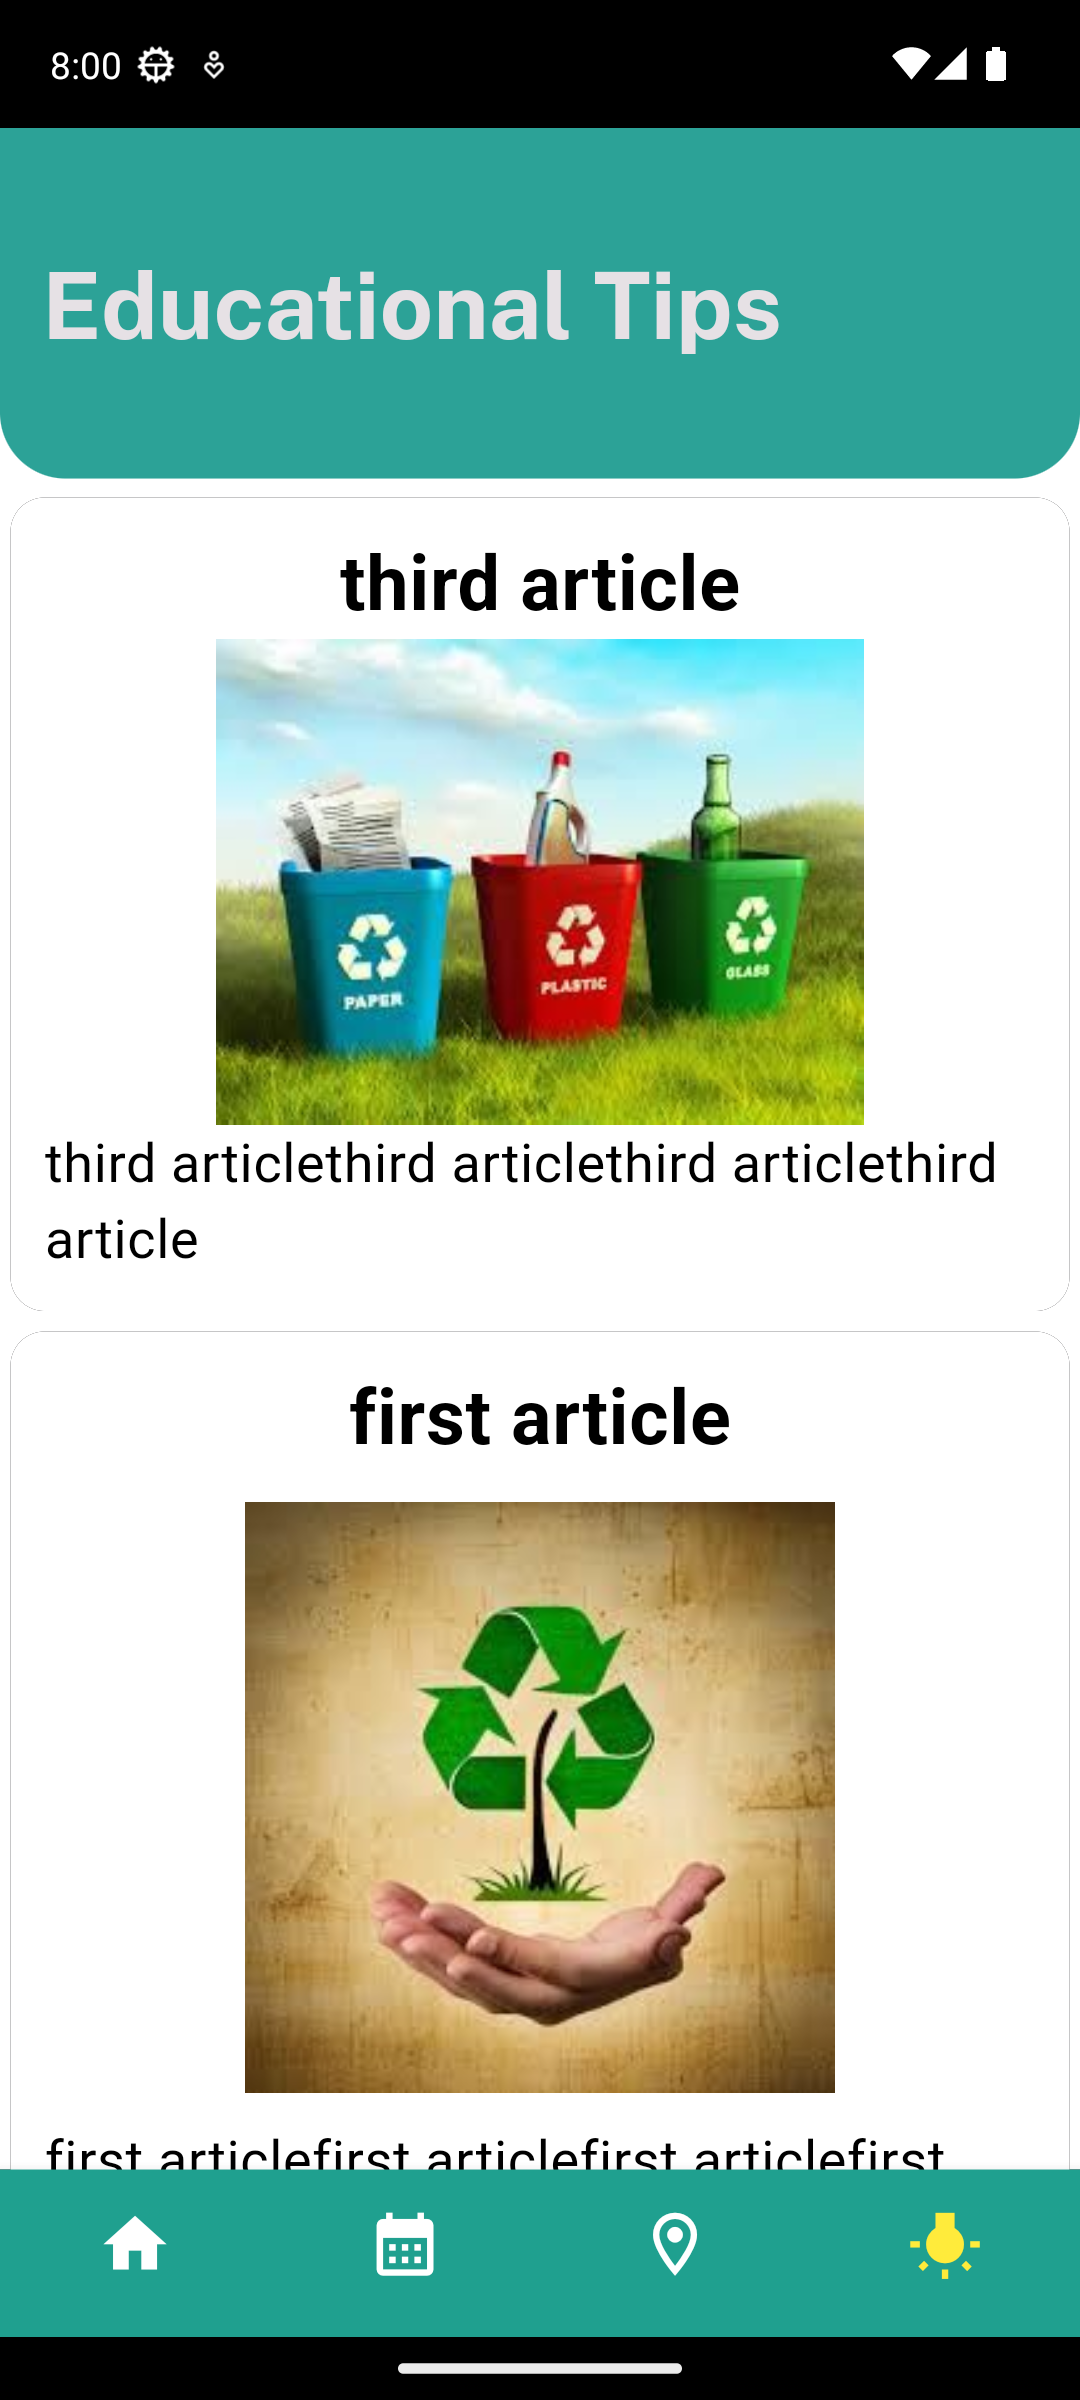 8:00
Educational Tips
third article
PAPER
PLASTIC
GLASS
third articlethird articlethird articlethird
article
first article
first articlefirst articlefirst articlefirst